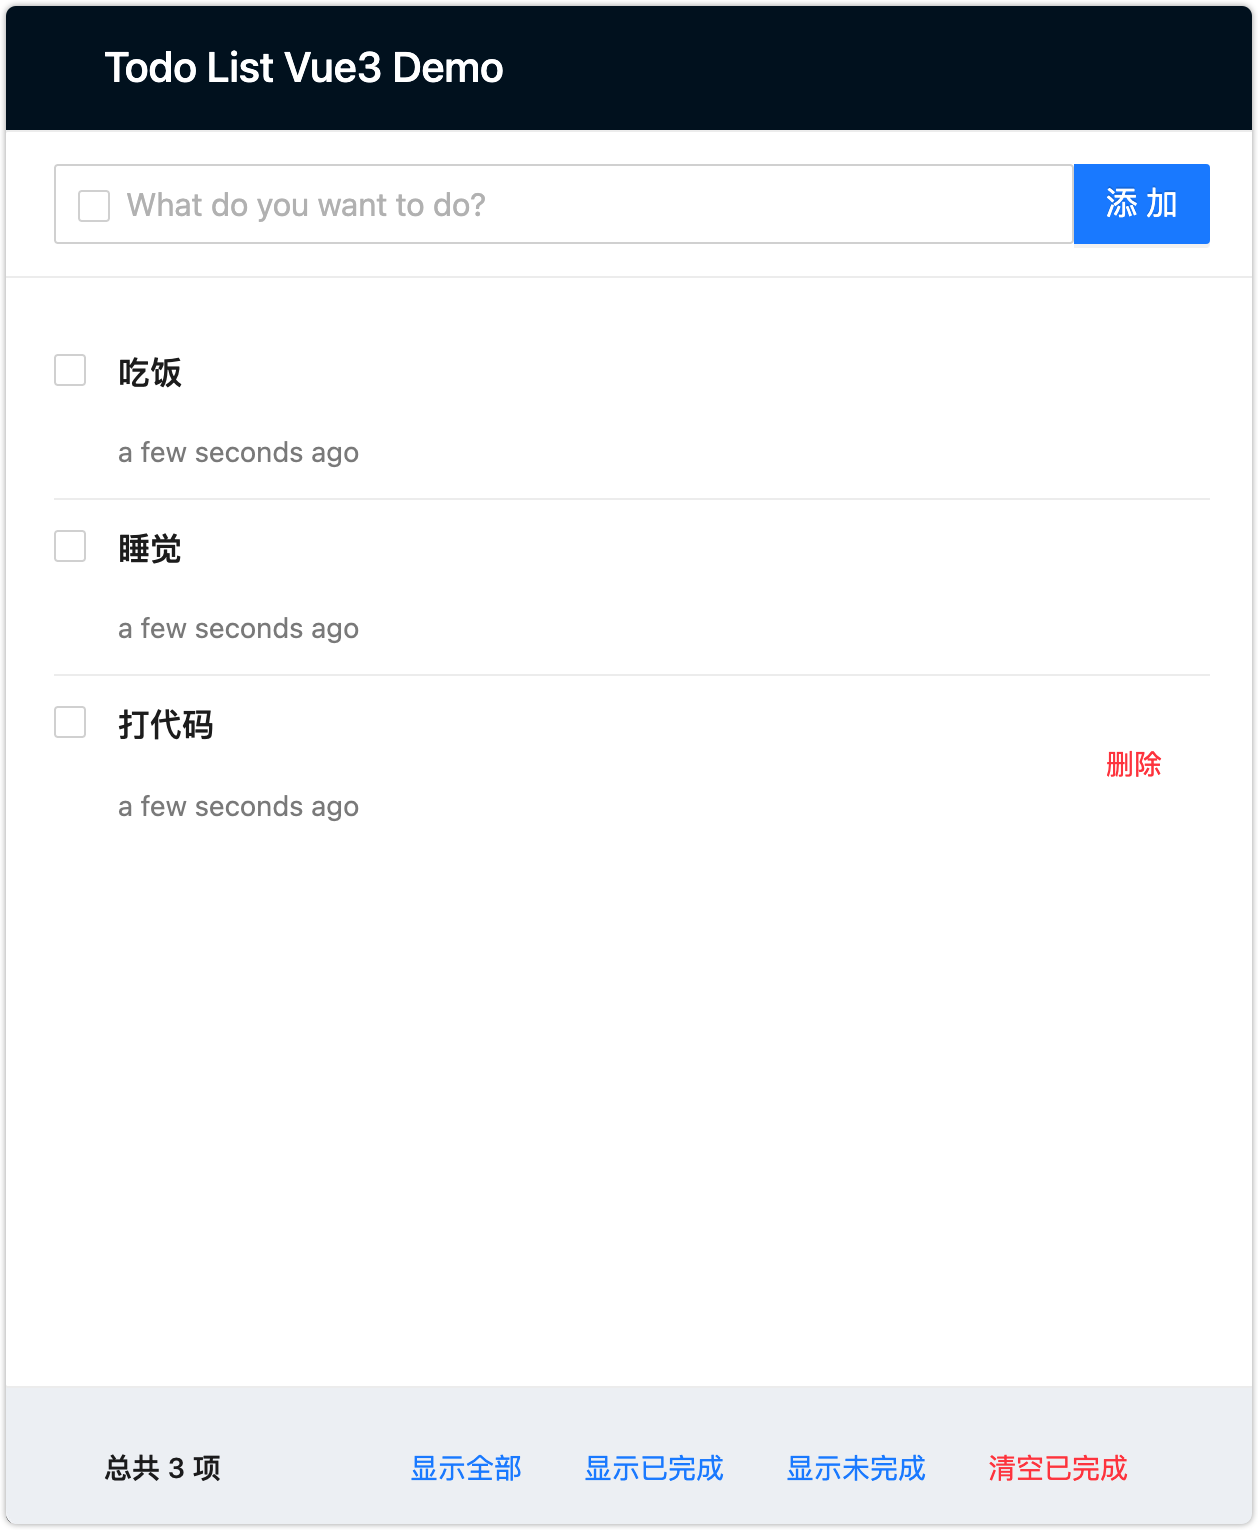 Todo List Vue3 Demo
What do you want to do?
添 加
吃饭
a few seconds ago
睡觉
a few seconds ago
打代码
删除
a few seconds ago
总共 3 项 显示全部 显示已完成 显示未完成 清空已完成